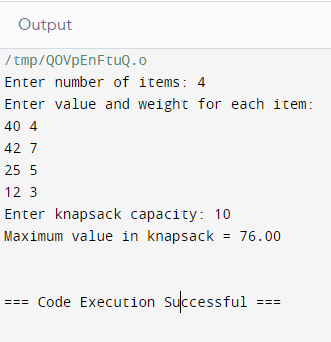 Output
/tmp/QOVpEnFtuQ.o
Enter number of items: 4
Enter value and weight for each item:
40 4
42 7
25 5
12 3
Enter knapsack capacity: 10
Maximum value in knapsack = 76.00
=== Code Execution Successful ===